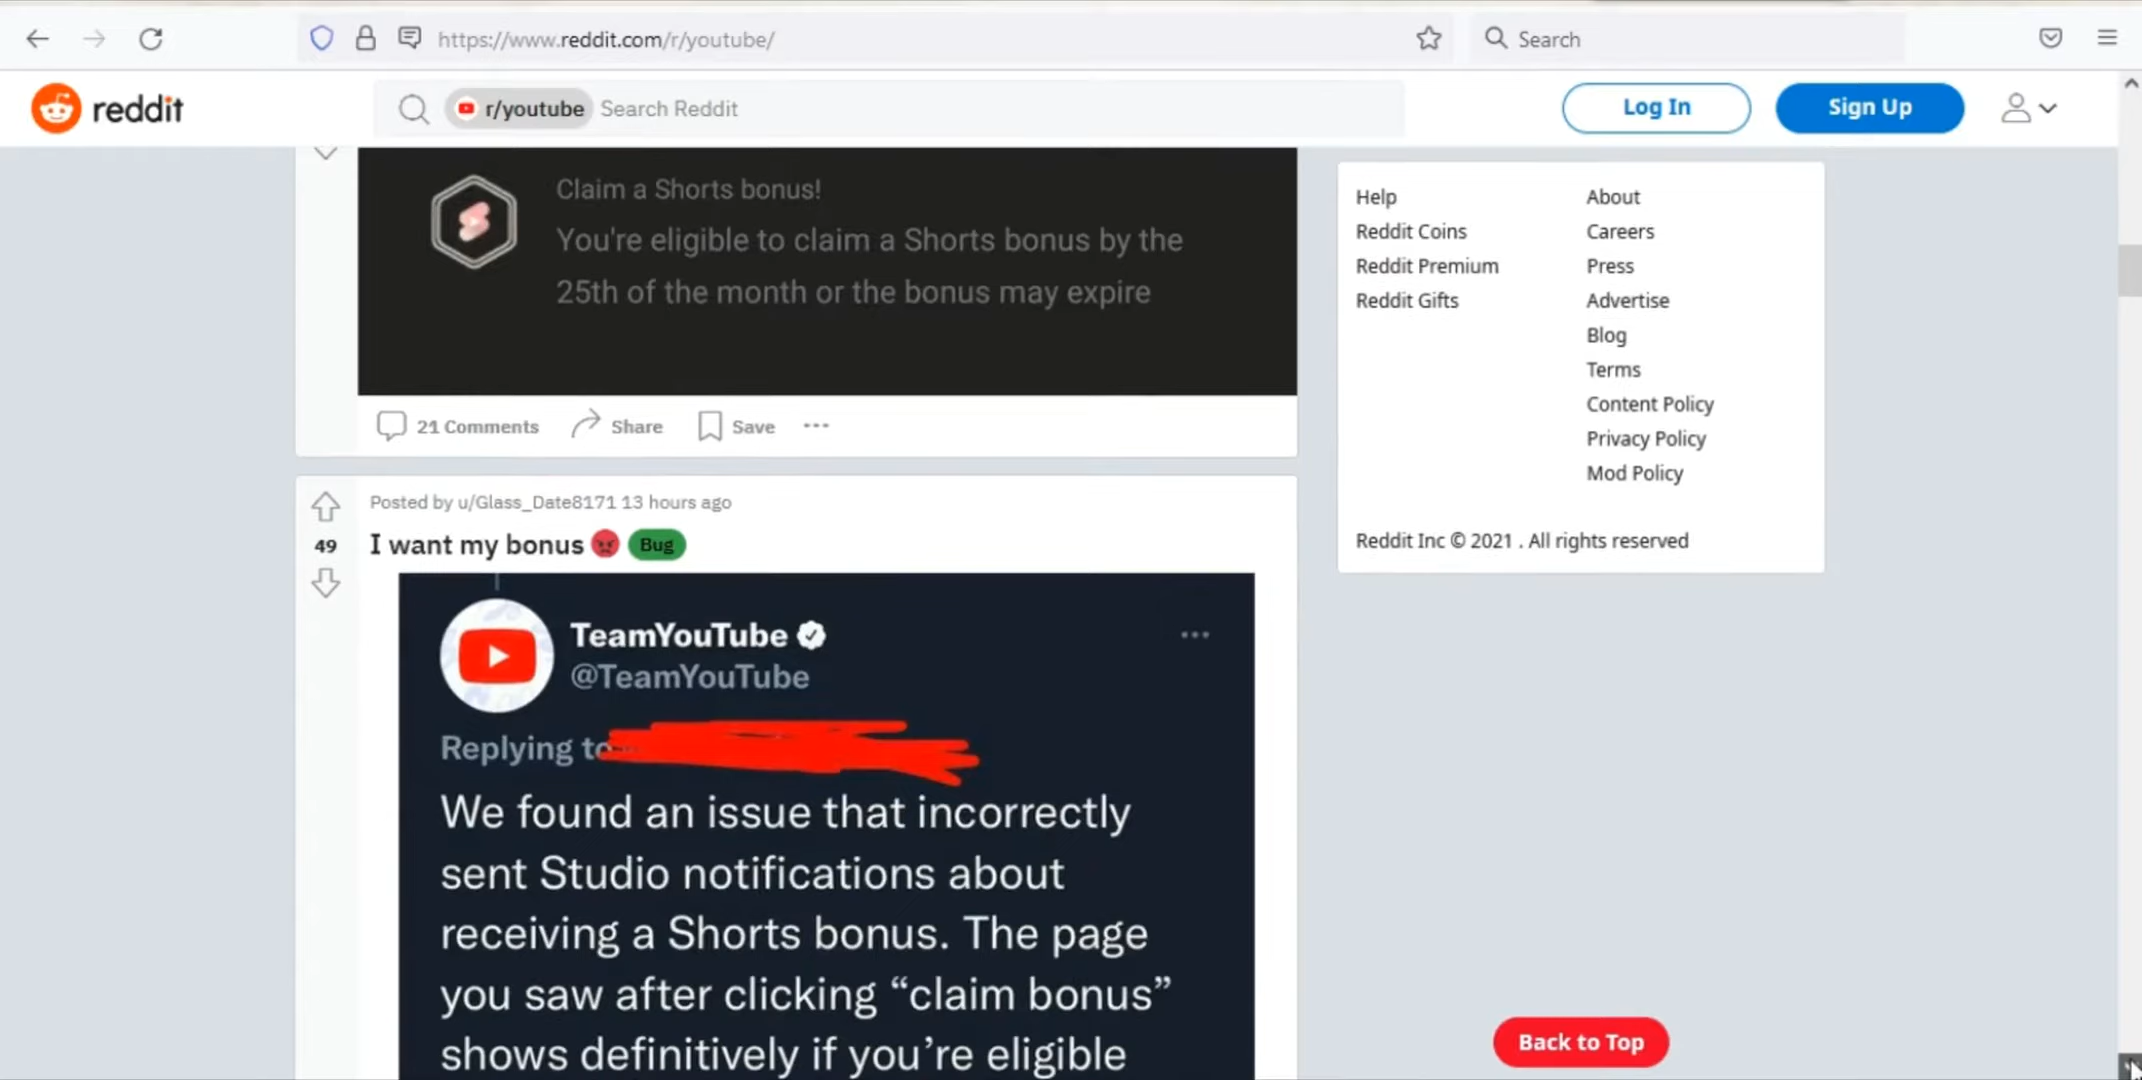 https://www.reddit.com/r/youtube/
Search
reddit
r/youtube Search Reddit
Log In
Sign Up
Claim a Shorts bonus!
You're eligible to claim a Shorts bonus by the
25th of the month or the bonus may expire
21 Comments
Share
Save
Posted by u/Glass_Date8171 13 hours ago
49
I want my bonus
Bug
TeamYouTube
@TeamYouTube
Replying to
We found an issue that incorrectly
sent Studio notifications about
receiving a Shorts bonus. The page
you saw after clicking “claim bonus”
shows definitively if you’re eligible
Help
Reddit Coins
Reddit Premium
Reddit Gifts
About
Careers
Press
Advertise
Blog
Terms
Content Policy
Privacy Policy
Mod Policy
Reddit Inc © 2021 . All rights reserved
Back to Top